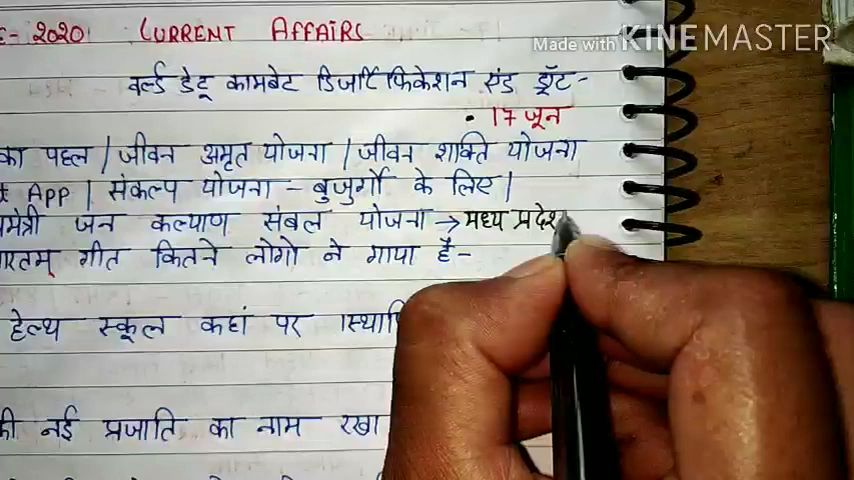 Made with KINEMASTER
- 2020 CURRENT AFFAIRS
वर्ल्ड डे टू कामबेट डिजर्टिफिकेशन एंड ड्रॉट-
• 17 जून
का पहल / जीवन अमृत योजना / जीवन शक्ति योजना
App | संकल्प योजना - बुजुर्गो के लिए |
जन कल्याण संबल योजना → मध्य प्रदेश
गीत कितने लोगो ने गाया है-
हेल्थ स्कूल कहां पर
की नई प्रजाति का नाम रखा